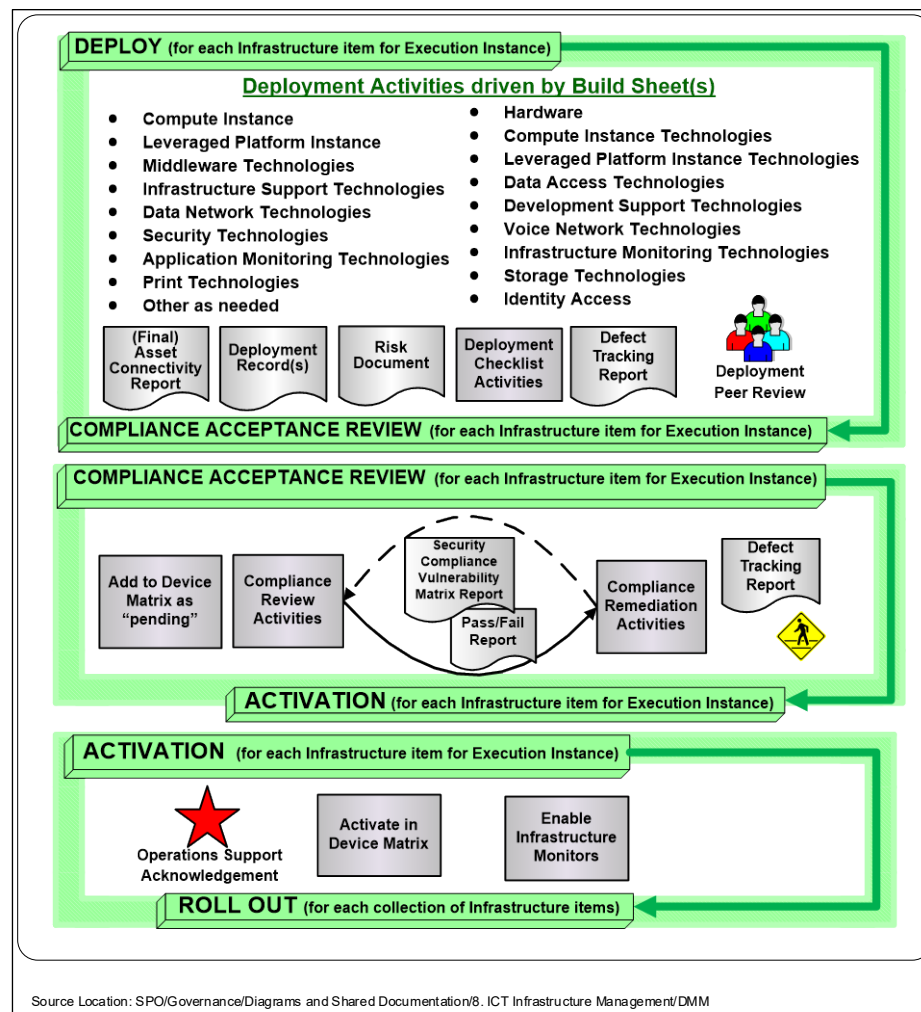 DEPLOY (for each Infrastructure item for Execution Instance)
Deployment Activities driven by Build Sheet(s)
• Compute Instance
• Leveraged Platform Instance
• Middleware Technologies
• Infrastructure Support Technologies
• Data Network Technologies
• Security Technologies
• Application Monitoring Technologies
• Print Technologies
• Other as needed
• Hardware
• Compute Instance Technologies
• Leveraged Platform Instance Technologies
• Data Access Technologies
• Development Support Technologies
• Voice Network Technologies
• Infrastructure Monitoring Technologies
• Storage Technologies
• Identity Access
(Final)
Asset
Connectivity
Report
Deployment
Record(s)
Risk
Document
Deployment
Checklist
Activities
Defect
Tracking
Report
Deployment
Peer Review
COMPLIANCE ACCEPTANCE REVIEW (for each Infrastructure item for Execution Instance)
COMPLIANCE ACCEPTANCE REVIEW (for each Infrastructure item for Execution Instance)
Add to Device
Matrix as
“pending”
Compliance
Review
Activities
Security
Compliance
Vulnerability
Matrix Report
Pass/Fail
Report
Compliance
Remediation
Activities
Defect
Tracking
Report
ACTIVATION (for each Infrastructure item for Execution Instance)
ACTIVATION (for each Infrastructure item for Execution Instance)
Operations Support
Acknowledgement
Activate in
Device Matrix
Enable
Infrastructure
Monitors
ROLL OUT (for each collection of Infrastructure items)
Source Location: SPO/Governance/Diagrams and Shared Documentation/8. ICT Infrastructure Management/DMM